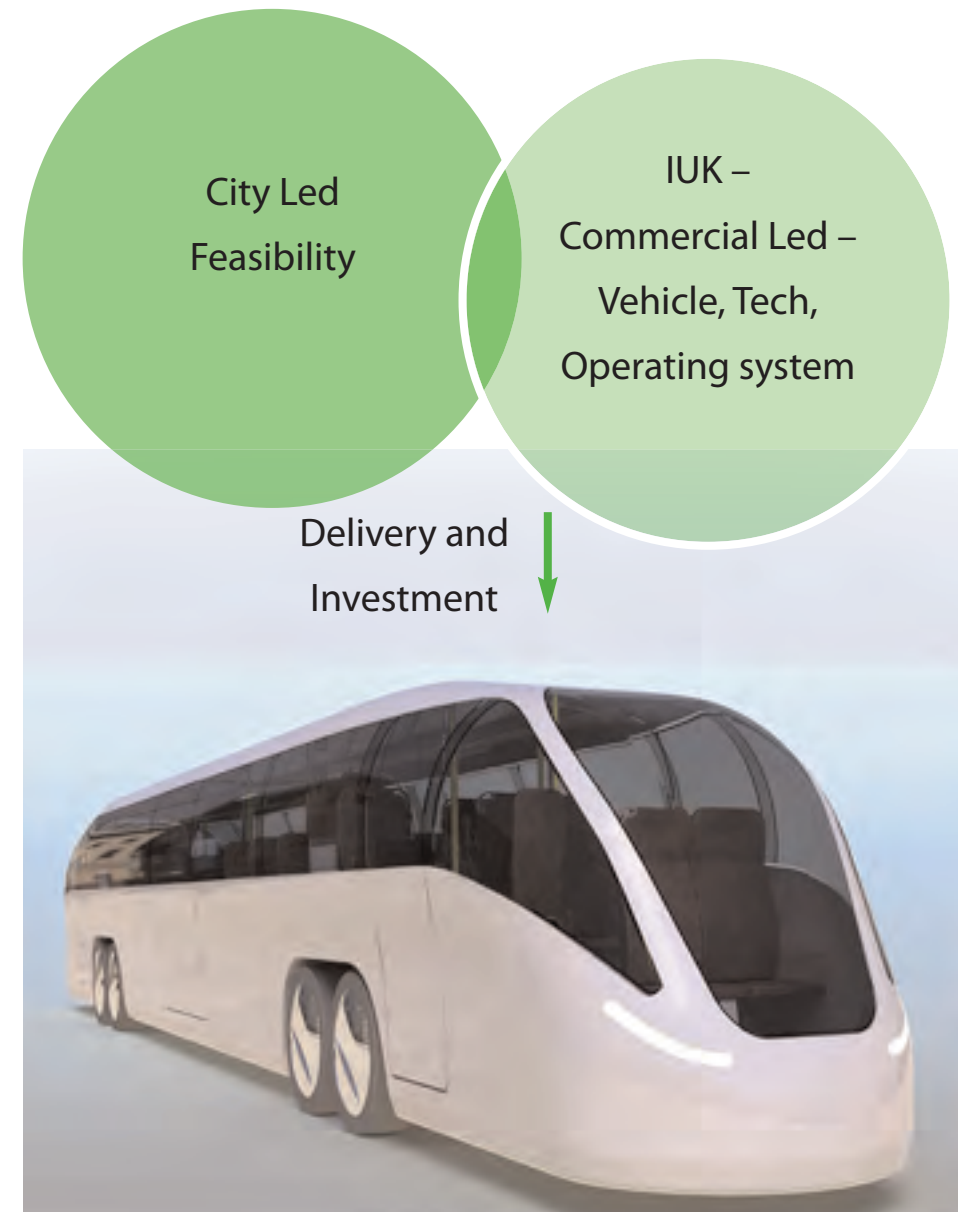 City Led
Feasibility
IUK –
Commercial Led –
Vehicle, Tech,
Operating system
Delivery and
Investment